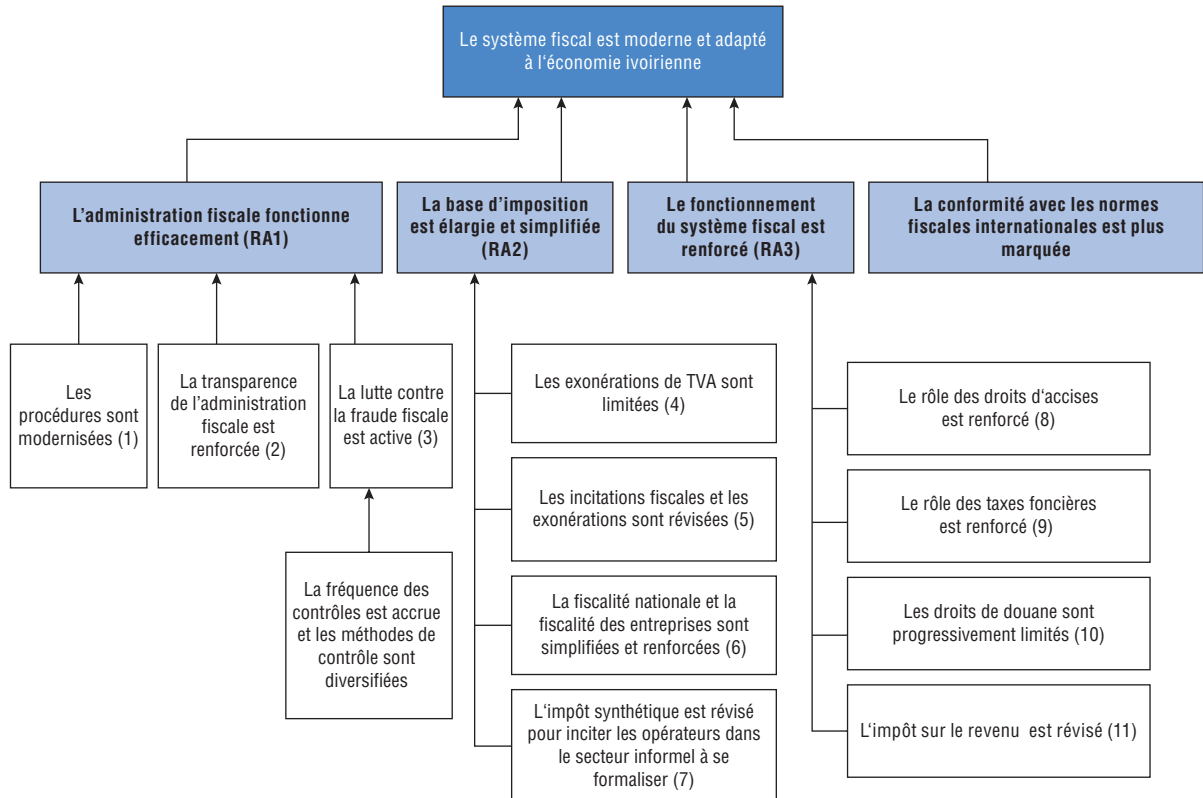 Le système fiscal est moderne et adapté
à l‘économie ivoirienne
L’administration fiscale fonctionne
efficacement (RA1)
La base d’imposition
est élargie et simplifiée
(RA2)
Le fonctionnement
du système fiscal est
renforcé (RA3)
La conformité avec les normes
fiscales internationales est plus
marquée
Les
procédures sont
modernisées (1)
La transparence
de l’administration
fiscale est
renforcée (2)
La lutte contre
la fraude fiscale
est active (3)
La fréquence des
contrôles est accrue
et les méthodes de
contrôle sont
diversifiées
Les exonérations de TVA sont
limitées (4)
Les incitations fiscales et les
exonérations sont révisées (5)
La fiscalité nationale et la
fiscalité des entreprises sont
simplifiées et renforcées (6)
L‘impôt synthétique est révisé
pour inciter les opérateurs dans
le secteur informel à se
formaliser (7)
Le rôle des droits d‘accises
est renforcé (8)
Le rôle des taxes foncières
est renforcé (9)
Les droits de douane sont
progressivement limités (10)
L‘impôt sur le revenu est révisé (11)